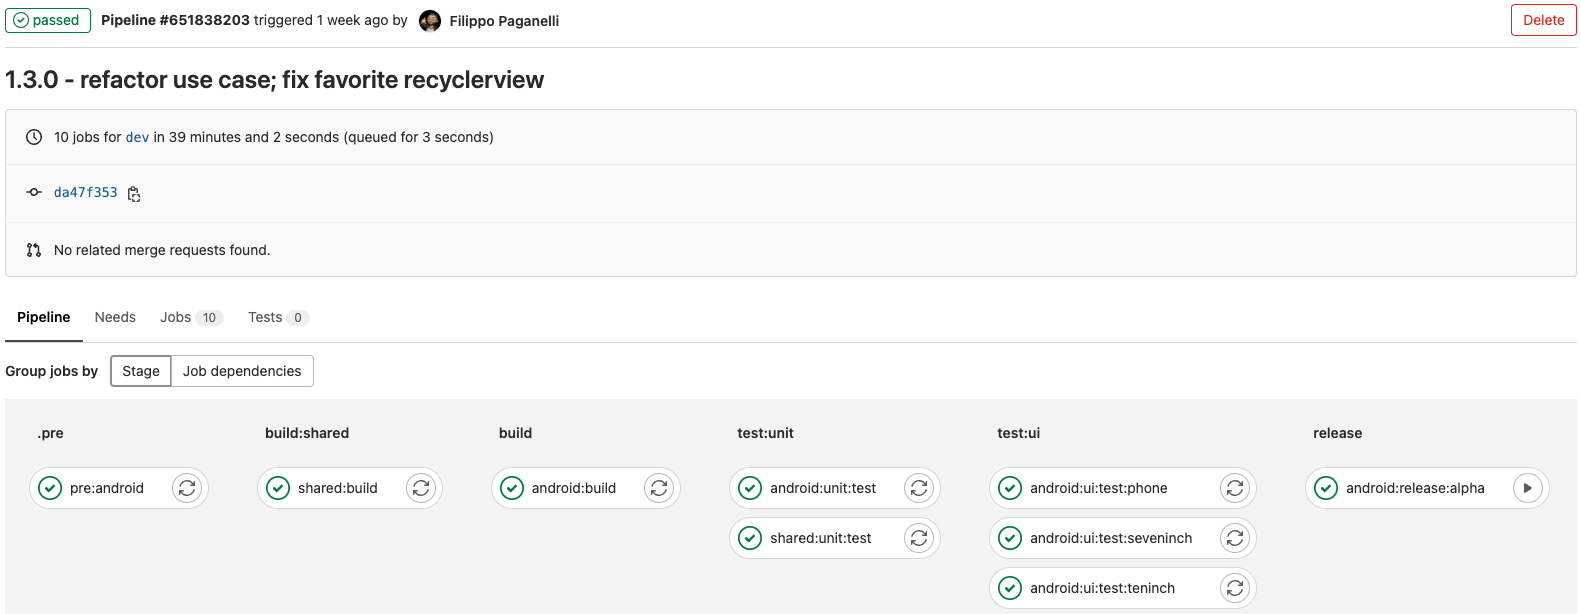 passed Pipeline #651838203 triggered 1 week ago by Filippo Paganelli Delete
1.3.0 - refactor use case; fix favorite recyclerview
10 jobs for dev in 39 minutes and 2 seconds (queued for 3 seconds)
da47f353
No related merge requests found.
Pipeline Needs Jobs 10 Tests 0
Group jobs by Stage Job dependencies
.pre build:shared build test:unit test:ui release
pre:android shared:build android:build android:unit:test android:ui:test:phone android:release:alpha
shared:unit:test android:ui:test:seveninch
android:ui:test:teninch